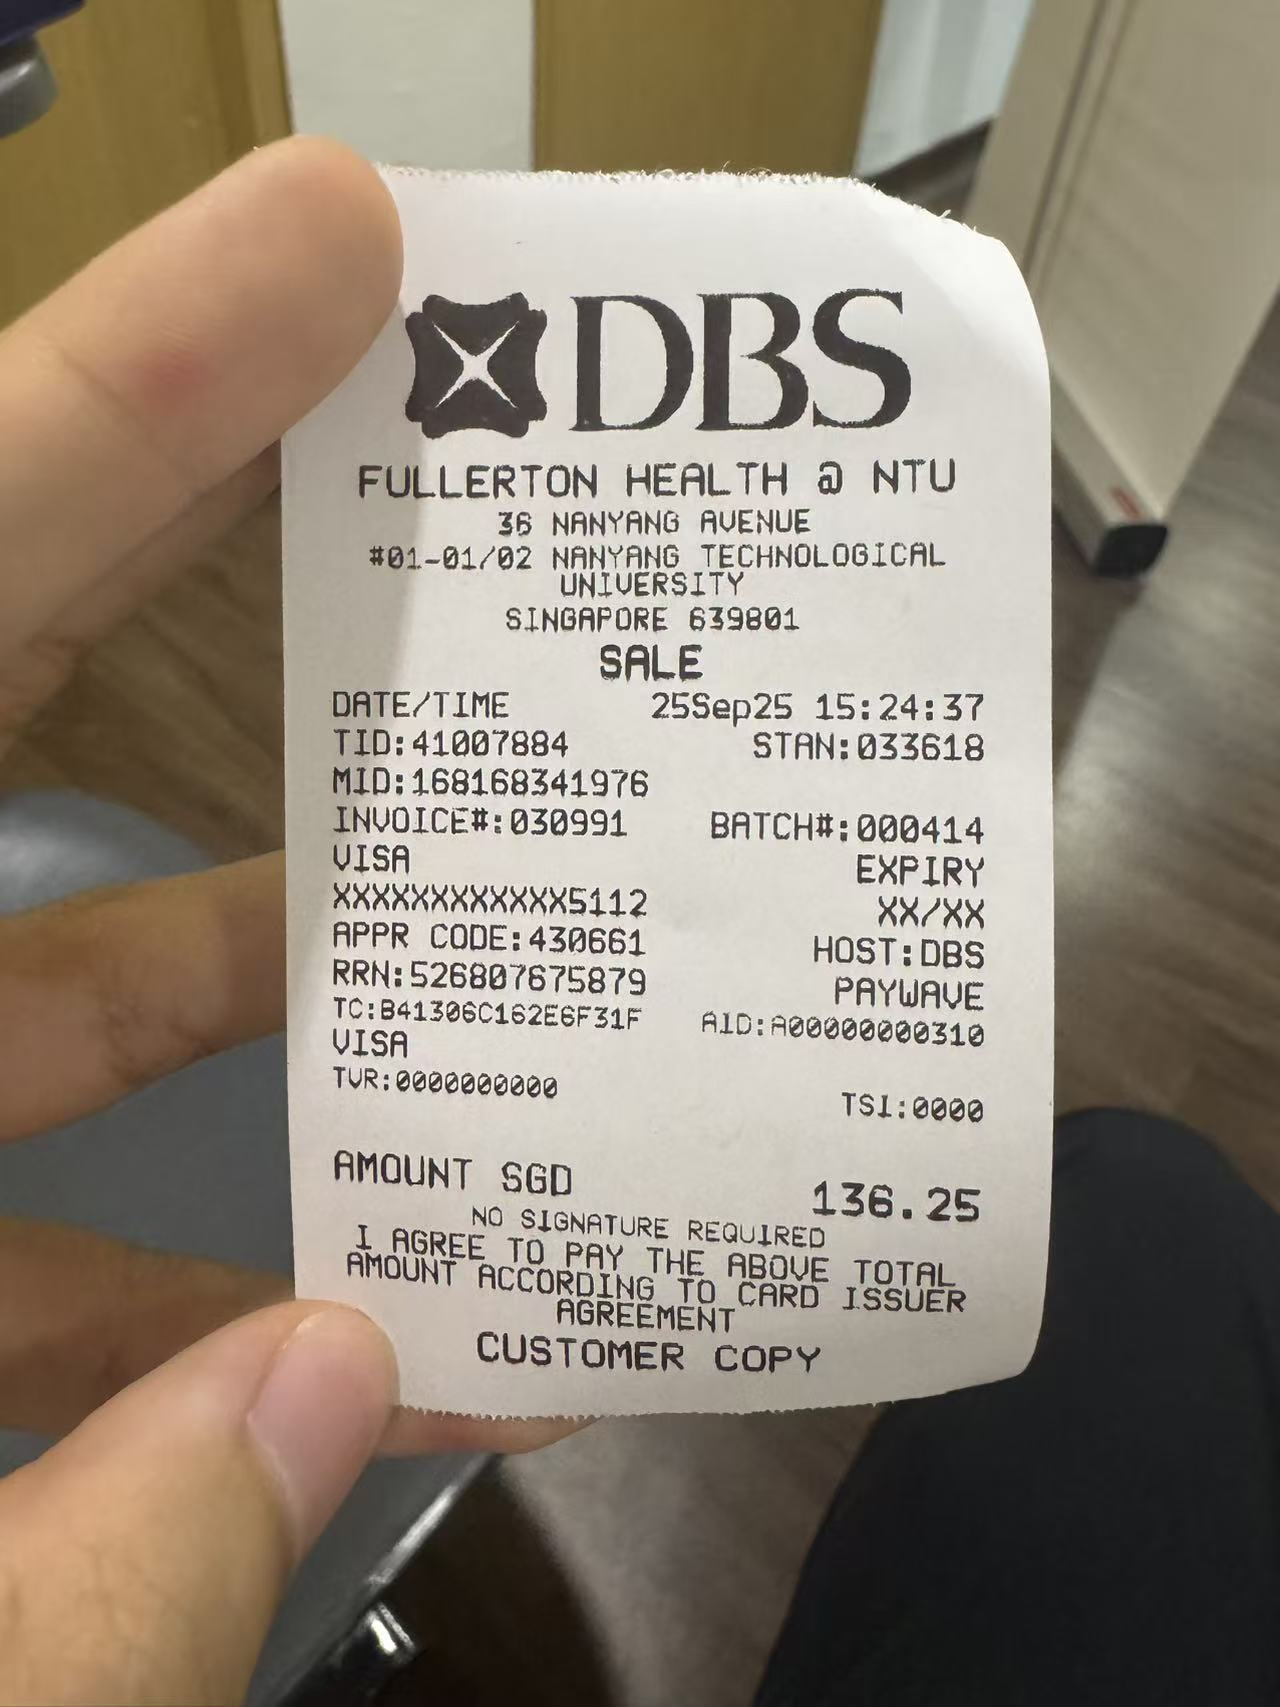 DBS
FULLERTON HEALTH @ NTU
36 NANYANG AVENUE
#01-01/02 NANYANG TECHNOLOGICAL
UNIVERSITY
SINGAPORE 639801
SALE
DATE/TIME 25Sep25 15:24:37
TID:41007884 STAN:033618
MID:168168341976
INVOICE#:030991 BATCH#:000414
VISA EXPIRY
XXXXXXXXXXXX5112 XX/XX
APPR CODE:430661 HOST:DBS
RRN:526807675879 PAYWAVE
TC:B41306C162E6F31F AID:A00000000310
VISA
TVR:0000000000 TSI:0000
AMOUNT SGD 136.25
NO SIGNATURE REQUIRED
I AGREE TO PAY THE ABOVE TOTAL
AMOUNT ACCORDING TO CARD ISSUER
AGREEMENT
CUSTOMER COPY